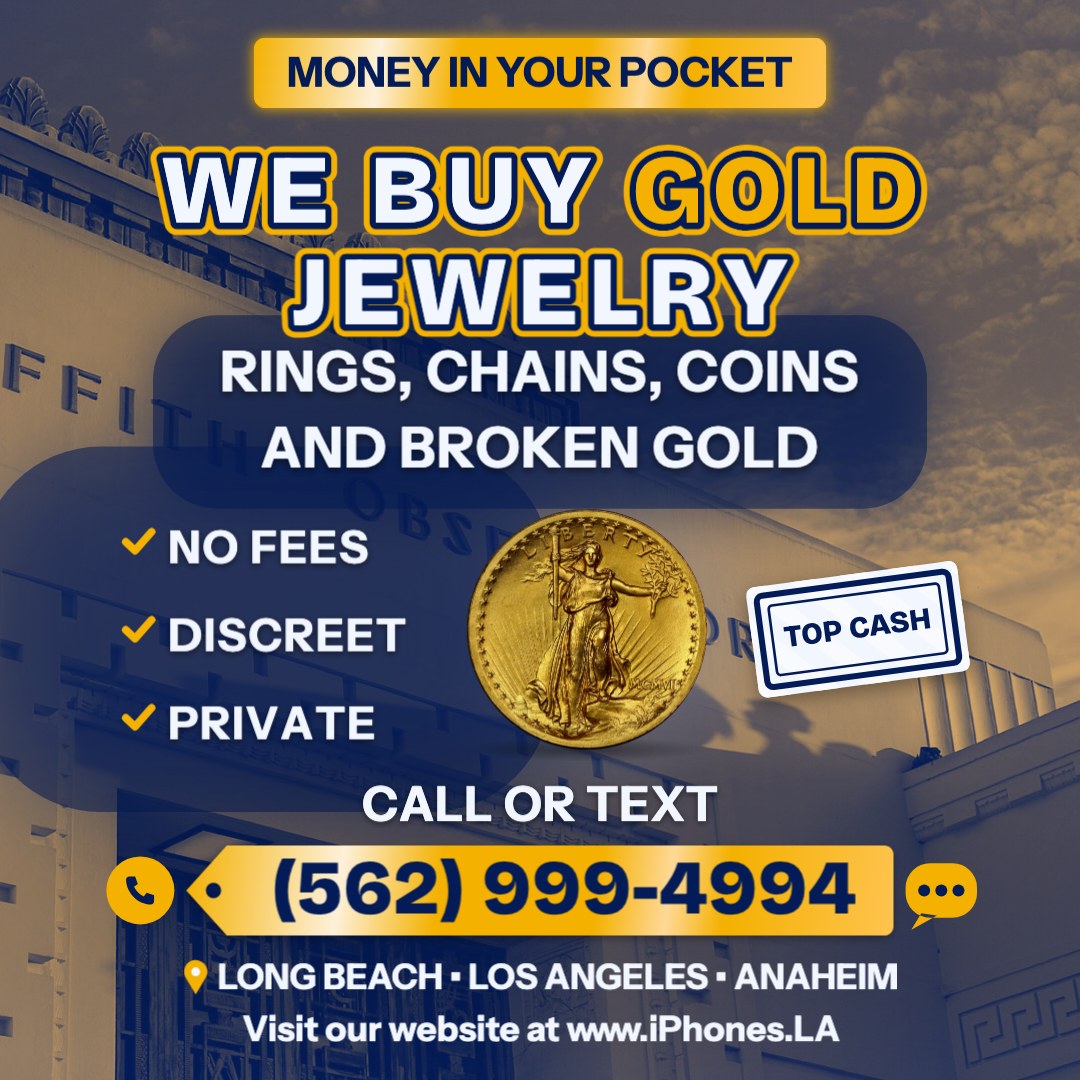 MONEY IN YOUR POCKET
WE BUY GOLD
JEWELRY
RINGS, CHAINS, COINS
AND BROKEN GOLD
FFITH OBSE
NO FEES
DISCREET
PRIVATE
LIBERTY
TOP CASH
CALL OR TEXT
(562) 999-4994
LONG BEACH ▪ LOS ANGELES ▪ ANAHEIM
Visit our website at www.iPhones.LA